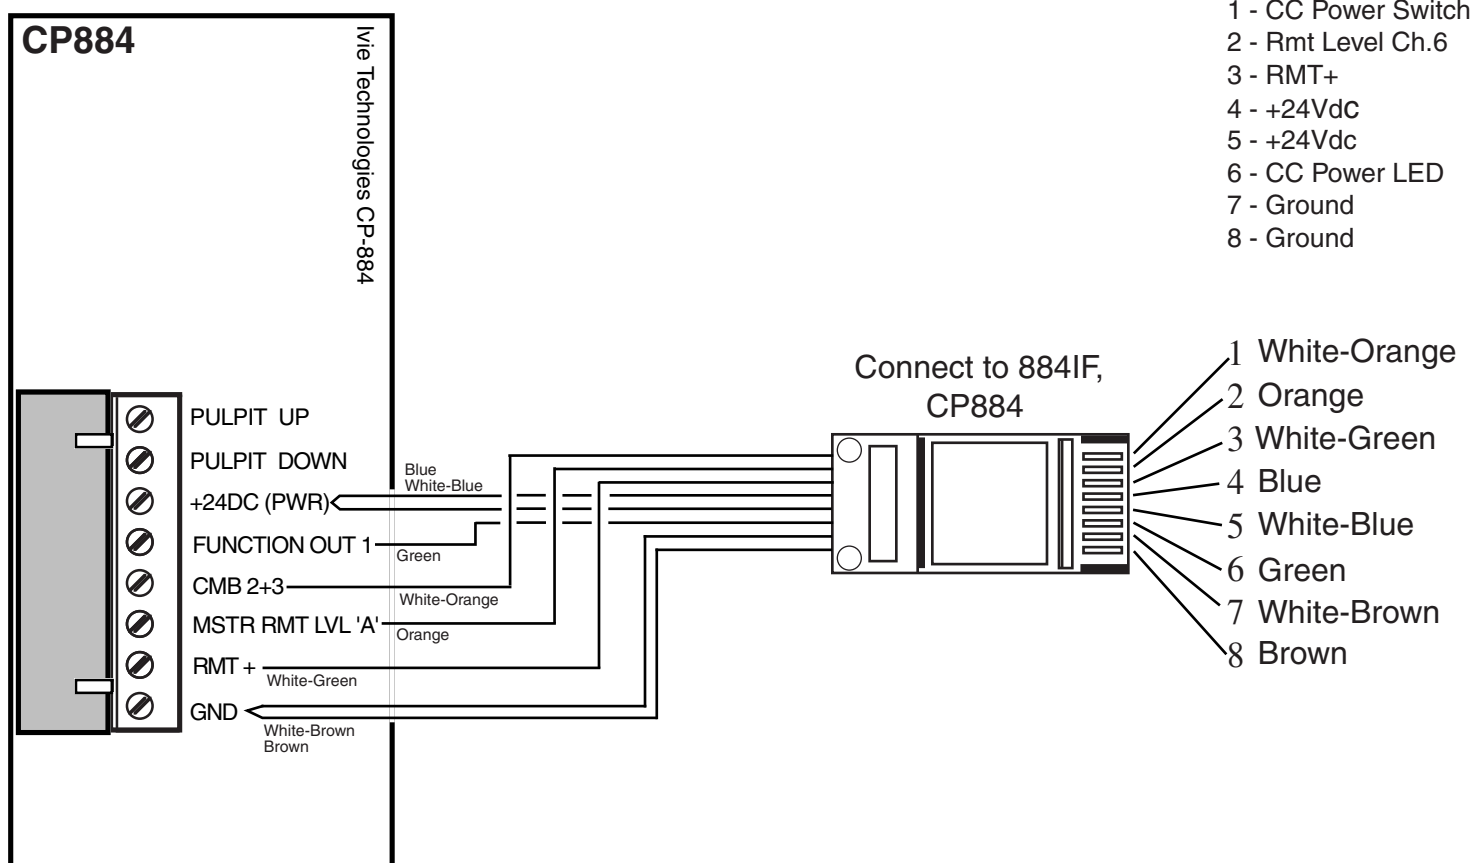 CP884
Ivie Technologies CP-884
1 - CC Power Switch
2 - Rmt Level Ch.6
3 - RMT+
4 - +24Vdc
5 - +24Vdc
6 - CC Power LED
7 - Ground
8 - Ground
PULPIT UP
PULPIT DOWN
+24DC (PWR)
FUNCTION OUT 1
CMB 2+3
MSTR RMT LVL 'A'
RMT +
GND
Blue
White-Blue
Green
White-Orange
Orange
White-Green
White-Brown
Brown
Connect to 884IF,
CP884
1 White-Orange
2 Orange
3 White-Green
4 Blue
5 White-Blue
6 Green
7 White-Brown
8 Brown